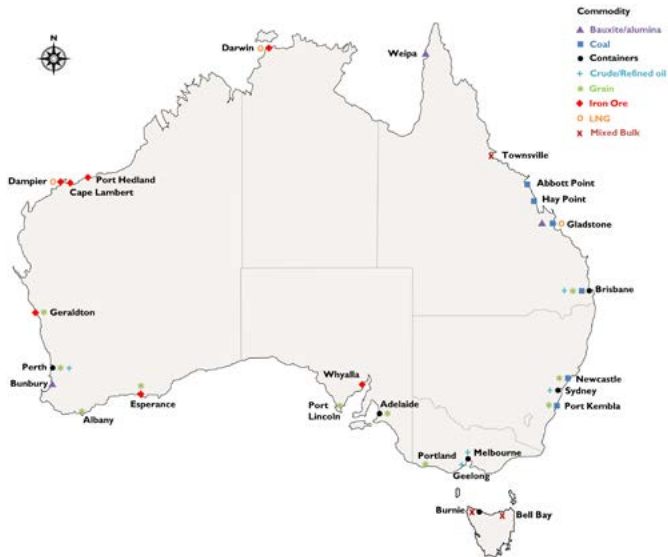 N
Commodity
Bauxite/alumina
Coal
Containers
Crude/Refined oil
Grain
Iron Ore
LNG
Mixed Bulk
Darwin
Weipa
Townsville
Dampier
Port Hedland
Cape Lambert
Abbott Point
Hay Point
Gladstone
Brisbane
Geraldton
Perth
Bunbury
Albany
Esperance
Whyalla
Port
Lincoln
Adelaide
Newcastle
Sydney
Port Kembla
Portland
Melbourne
Geelong
Burnie
Bell Bay